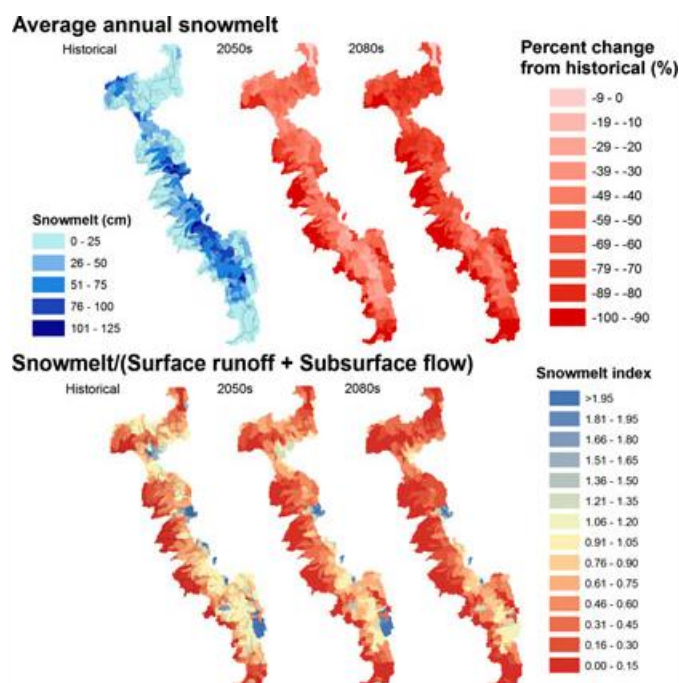 Average annual snowmelt
Historical
2050s
2080s
Percent change
from historical (%)
-9 - 0
-19 - -10
-29 - -20
-39 - -30
-49 - -40
-59 - -50
-69 - -60
-79 - -70
-89 - -80
-100 - -90
Snowmelt (cm)
0 - 25
26 - 50
51 - 75
76 - 100
101 - 125
Snowmelt/(Surface runoff + Subsurface flow)
Historical
2050s
2080s
Snowmelt index
>1.95
1.81 - 1.95
1.66 - 1.80
1.51 - 1.65
1.36 - 1.50
1.21 - 1.35
1.06 - 1.20
0.91 - 1.05
0.76 - 0.90
0.61 - 0.75
0.46 - 0.60
0.31 - 0.45
0.16 - 0.30
0.00 - 0.15